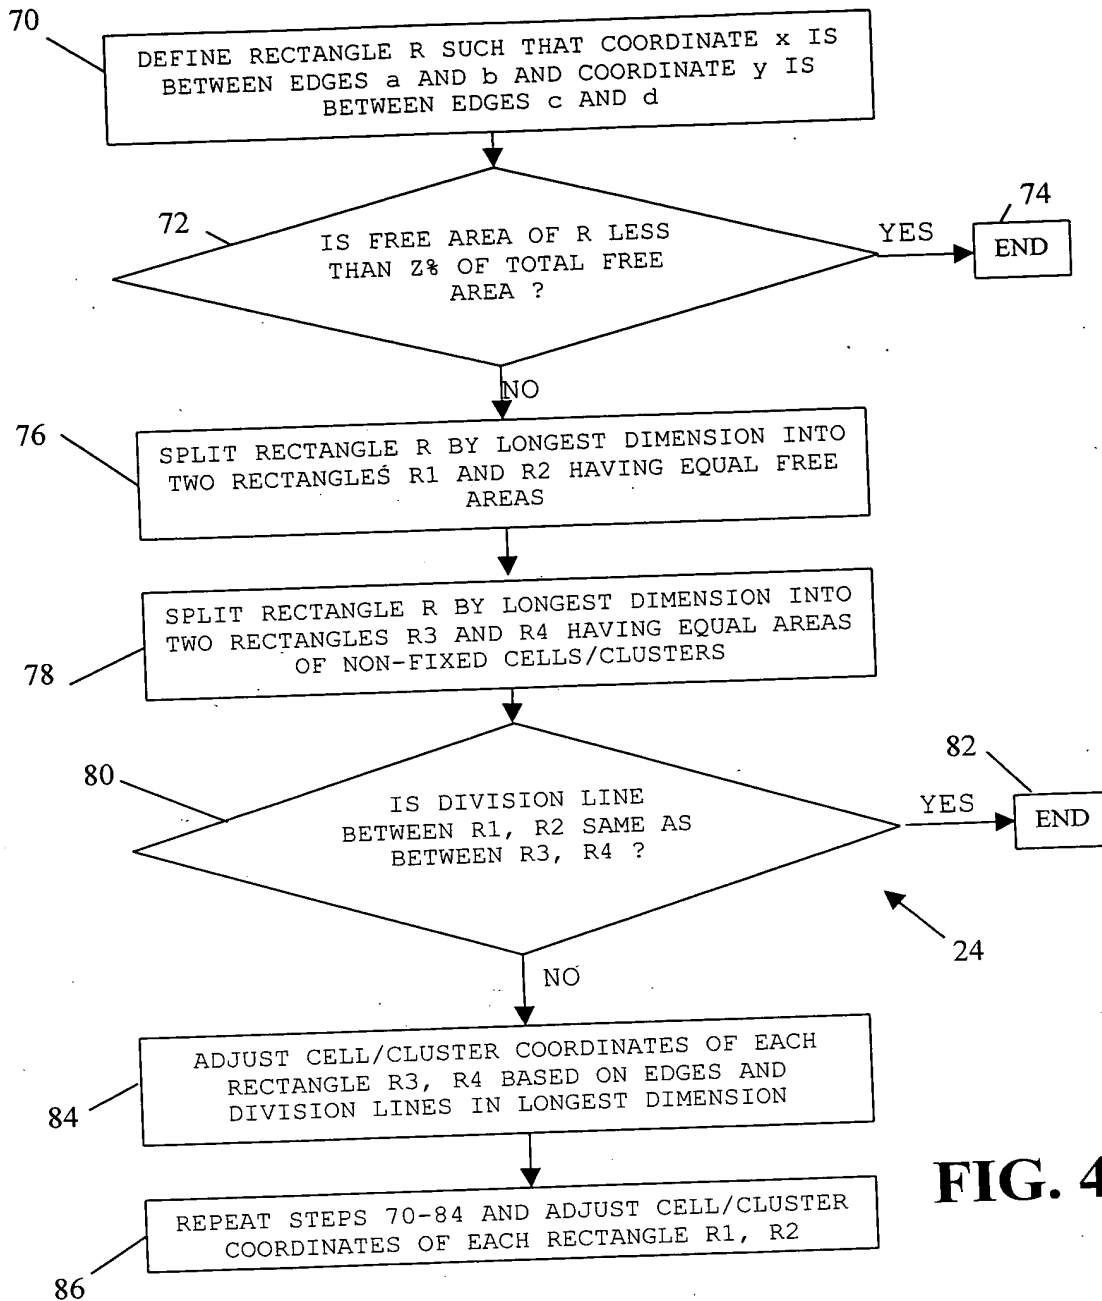 70
DEFINE RECTANGLE R SUCH THAT COORDINATE x IS
BETWEEN EDGES a AND b AND COORDINATE y IS
BETWEEN EDGES c AND d
72
IS FREE AREA OF R LESS
THAN Z% OF TOTAL FREE
AREA ?
YES
74
END
NO
76
SPLIT RECTANGLE R BY LONGEST DIMENSION INTO
TWO RECTANGLES R1 AND R2 HAVING EQUAL FREE
AREAS
78
SPLIT RECTANGLE R BY LONGEST DIMENSION INTO
TWO RECTANGLES R3 AND R4 HAVING EQUAL AREAS
OF NON-FIXED CELLS/CLUSTERS
80
IS DIVISION LINE
BETWEEN R1, R2 SAME AS
BETWEEN R3, R4 ?
YES
82
END
24
NO
84
ADJUST CELL/CLUSTER COORDINATES OF EACH
RECTANGLE R3, R4 BASED ON EDGES AND
DIVISION LINES IN LONGEST DIMENSION
86
REPEAT STEPS 70-84 AND ADJUST CELL/CLUSTER
COORDINATES OF EACH RECTANGLE R1, R2
FIG. 4